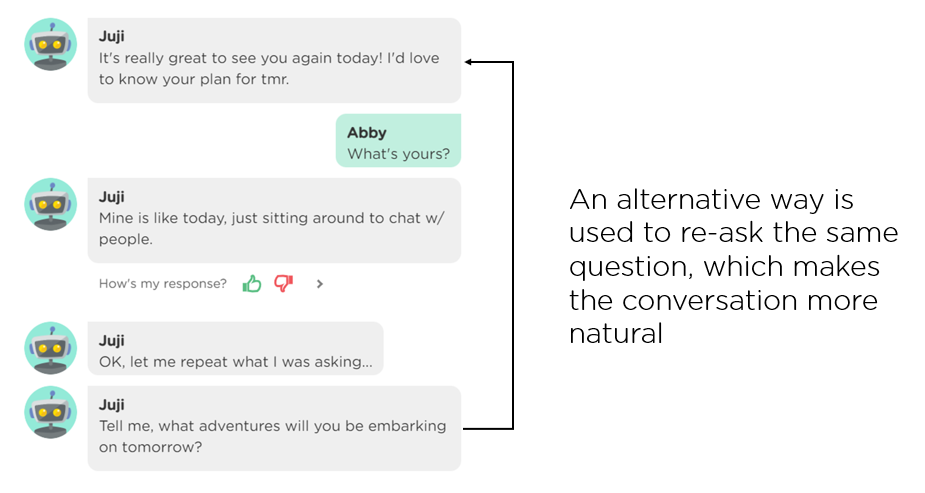 Juji
It's really great to see you again today! I'd love
to know your plan for tmr.
Abby
What's yours?
Juji
Mine is like today, just sitting around to chat w/
people.
How's my response?
Juji
OK, let me repeat what I was asking...
Juji
Tell me, what adventures will you be embarking
on tomorrow?
An alternative way is
used to re-ask the same
question, which makes
the conversation more
natural